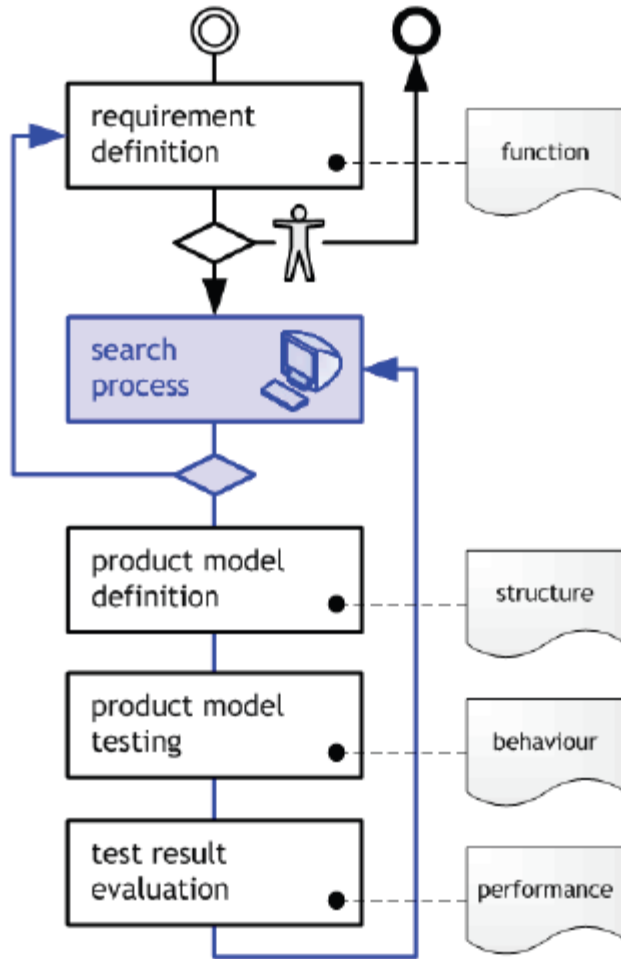 requirement
definition
function
search
process
product model
definition
structure
product model
testing
behaviour
test result
evaluation
performance